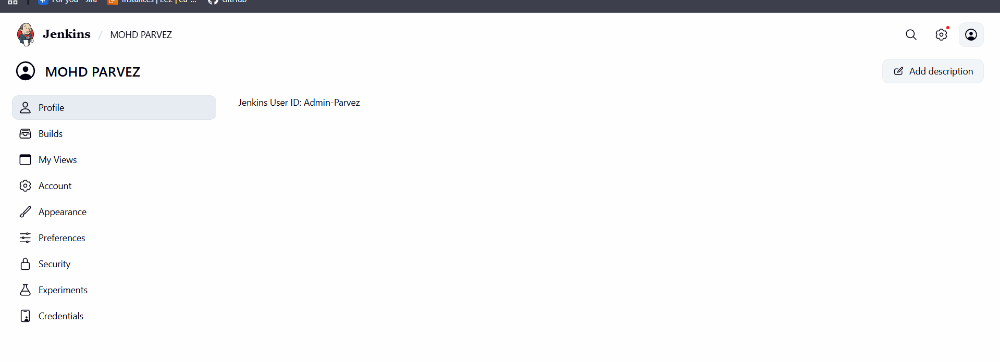 For you - Jira
Instances | EC2 | eu-...
GitHub
Jenkins / MOHD PARVEZ
MOHD PARVEZ
Add description
Profile
Jenkins User ID: Admin-Parvez
Builds
My Views
Account
Appearance
Preferences
Security
Experiments
Credentials